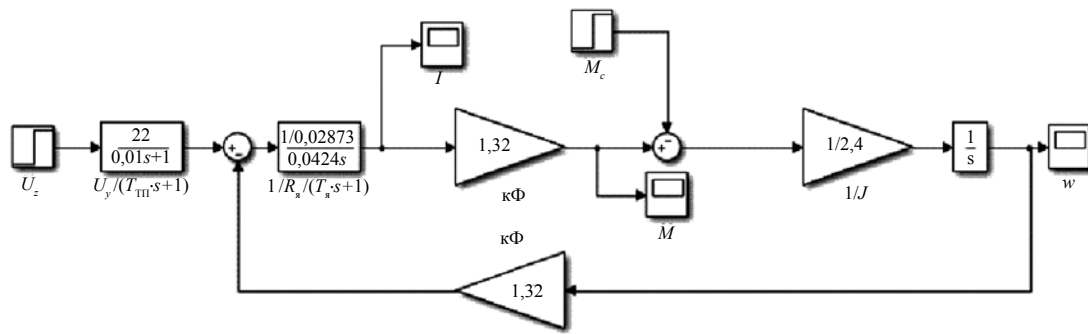 I
M_c
22
0,01s+1
1/0,02873
0,0424s
1,32
1/2,4
1
s
U_z
U_y/(T_ТП·s+1)
1/R_я/(T_я·s+1)
кФ
M
1/J
w
кФ
1,32